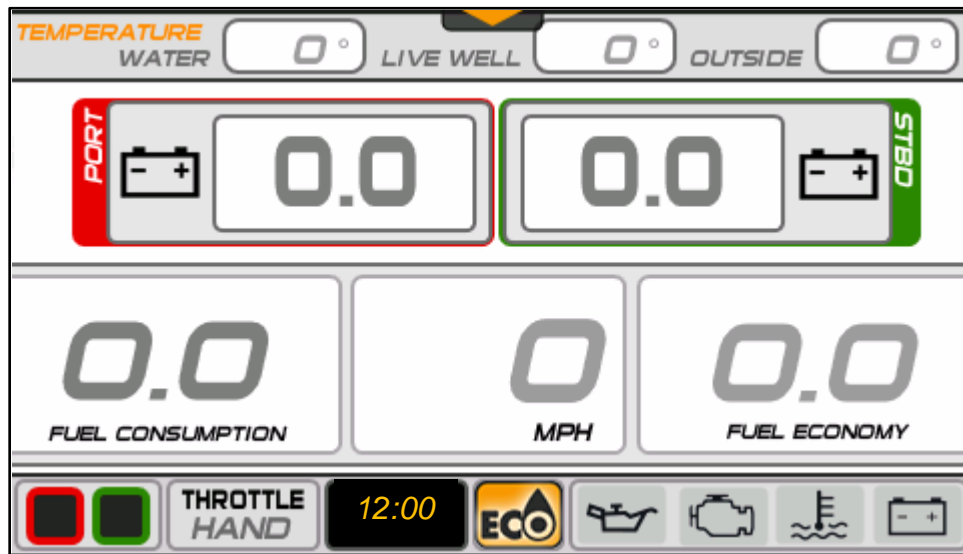 TEMPERATURE
WATER 0° LIVE WELL 0° OUTSIDE 0°
PORT - + 0.0 0.0 - + STBD
0.0 0 0.0
FUEL CONSUMPTION MPH FUEL ECONOMY
THROTTLE
HAND
12:00
ECO
- +